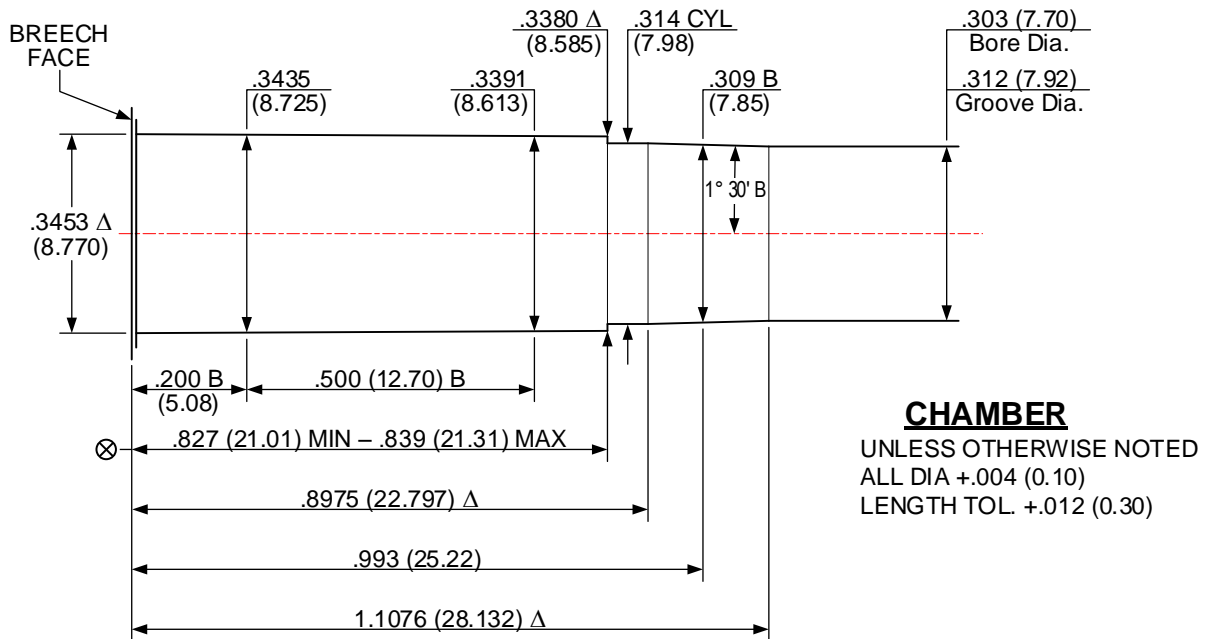 BREECH
FACE
.3380 Δ
(8.585)
.314 CYL
(7.98)
.303 (7.70)
Bore Dia.
.3435
(8.725)
.3391
(8.613)
.309 B
(7.85)
.312 (7.92)
Groove Dia.
1° 30' B
.3453 Δ
(8.770)
.200 B
(5.08)
.500 (12.70) B
.827 (21.01) MIN – .839 (21.31) MAX
.8975 (22.797) Δ
.993 (25.22)
1.1076 (28.132) Δ
CHAMBER
UNLESS OTHERWISE NOTED
ALL DIA +.004 (0.10)
LENGTH TOL. +.012 (0.30)